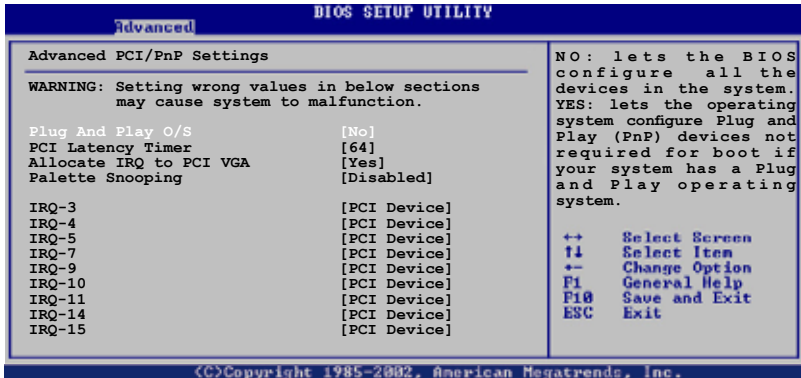 BIOS SETUP UTILITY
Advanced
Advanced PCI/PnP Settings
WARNING: Setting wrong values in below sections
may cause system to malfunction.
Plug And Play O/S [No]
PCI Latency Timer [64]
Allocate IRQ to PCI VGA [Yes]
Palette Snooping [Disabled]
IRQ-3 [PCI Device]
IRQ-4 [PCI Device]
IRQ-5 [PCI Device]
IRQ-7 [PCI Device]
IRQ-9 [PCI Device]
IRQ-10 [PCI Device]
IRQ-11 [PCI Device]
IRQ-14 [PCI Device]
IRQ-15 [PCI Device]
NO: lets the BIOS
configure all the
devices in the system.
YES: lets the operating
system configure Plug and
Play (PnP) devices not
required for boot if
your system has a Plug
and Play operating
system.
↔ Select Screen
↑↓ Select Item
+- Change Option
F1 General Help
F10 Save and Exit
ESC Exit
(C)Copyright 1985-2002, American Megatrends, Inc.